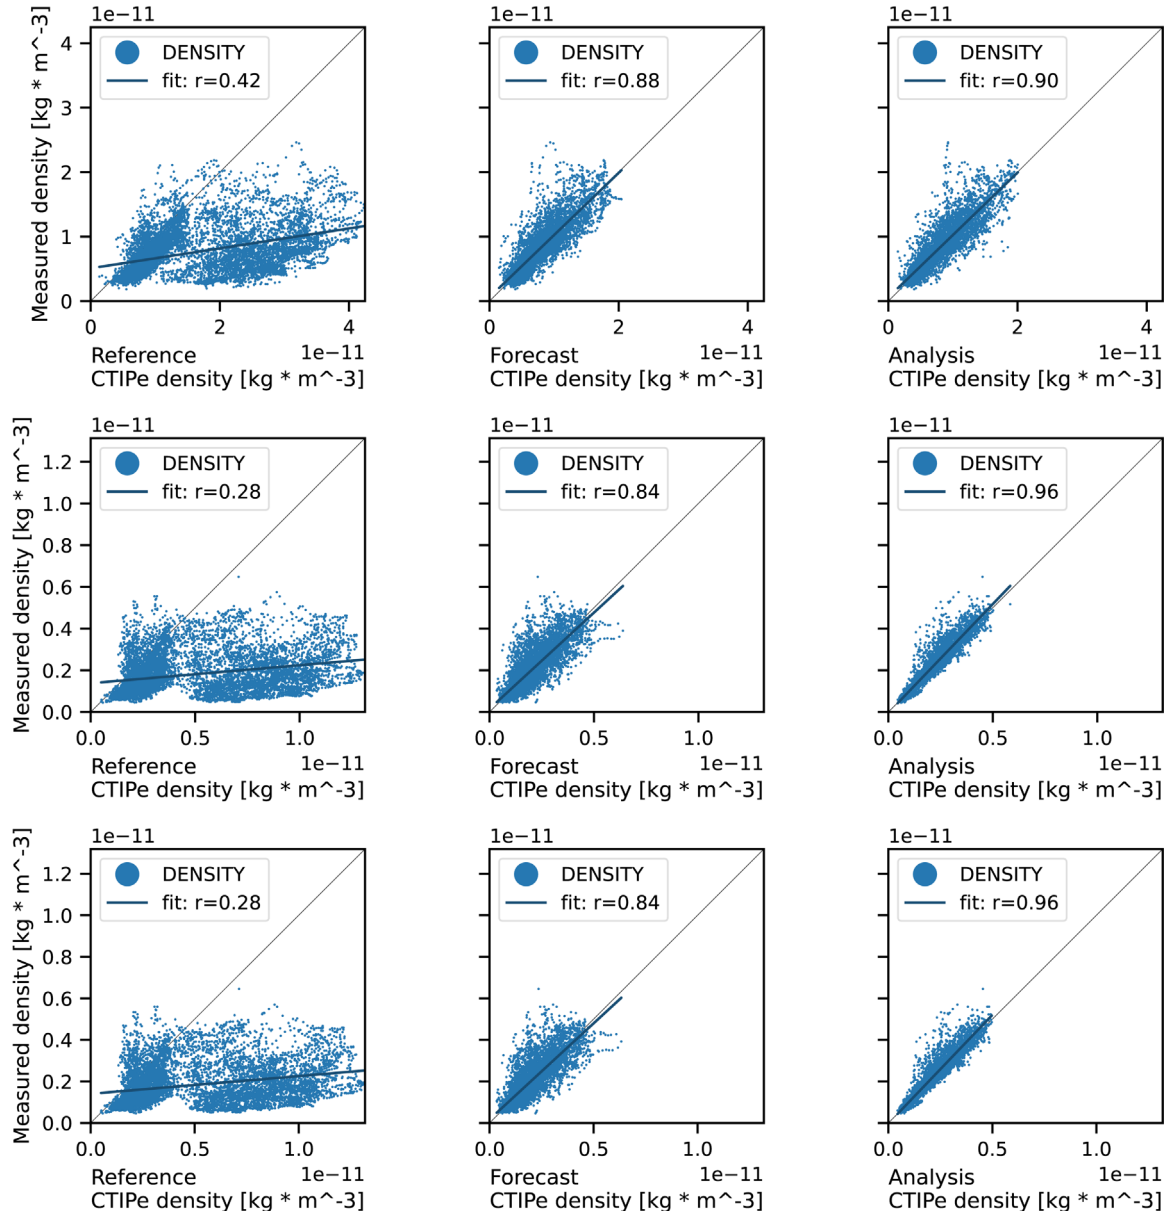 1e−11
Measured density [kg * m^-3]
4
3
2
1
0
DENSITY
fit: r=0.42
0 2 4
1e−11
Reference
CTIPe density [kg * m^-3]
1e−11
DENSITY
fit: r=0.88
0 2 4
1e−11
Forecast
CTIPe density [kg * m^-3]
1e−11
DENSITY
fit: r=0.90
0 2 4
1e−11
Analysis
CTIPe density [kg * m^-3]
1e−11
Measured density [kg * m^-3]
1.2
1.0
0.8
0.6
0.4
0.2
0.0
DENSITY
fit: r=0.28
0.0 0.5 1.0
1e−11
Reference
CTIPe density [kg * m^-3]
1e−11
DENSITY
fit: r=0.84
0.0 0.5 1.0
1e−11
Forecast
CTIPe density [kg * m^-3]
1e−11
DENSITY
fit: r=0.96
0.0 0.5 1.0
1e−11
Analysis
CTIPe density [kg * m^-3]
1e−11
Measured density [kg * m^-3]
1.2
1.0
0.8
0.6
0.4
0.2
0.0
DENSITY
fit: r=0.28
0.0 0.5 1.0
1e−11
Reference
CTIPe density [kg * m^-3]
1e−11
DENSITY
fit: r=0.84
0.0 0.5 1.0
1e−11
Forecast
CTIPe density [kg * m^-3]
1e−11
DENSITY
fit: r=0.96
0.0 0.5 1.0
1e−11
Analysis
CTIPe density [kg * m^-3]